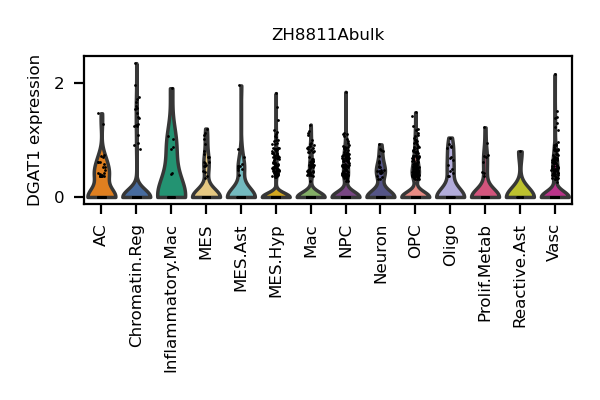 ZH8811Abulk
DGAT1 expression
2
0
AC
Chromatin.Reg
Inflammatory.Mac
MES
MES.Ast
MES.Hyp
Mac
NPC
Neuron
OPC
Oligo
Prolif.Metab
Reactive.Ast
Vasc